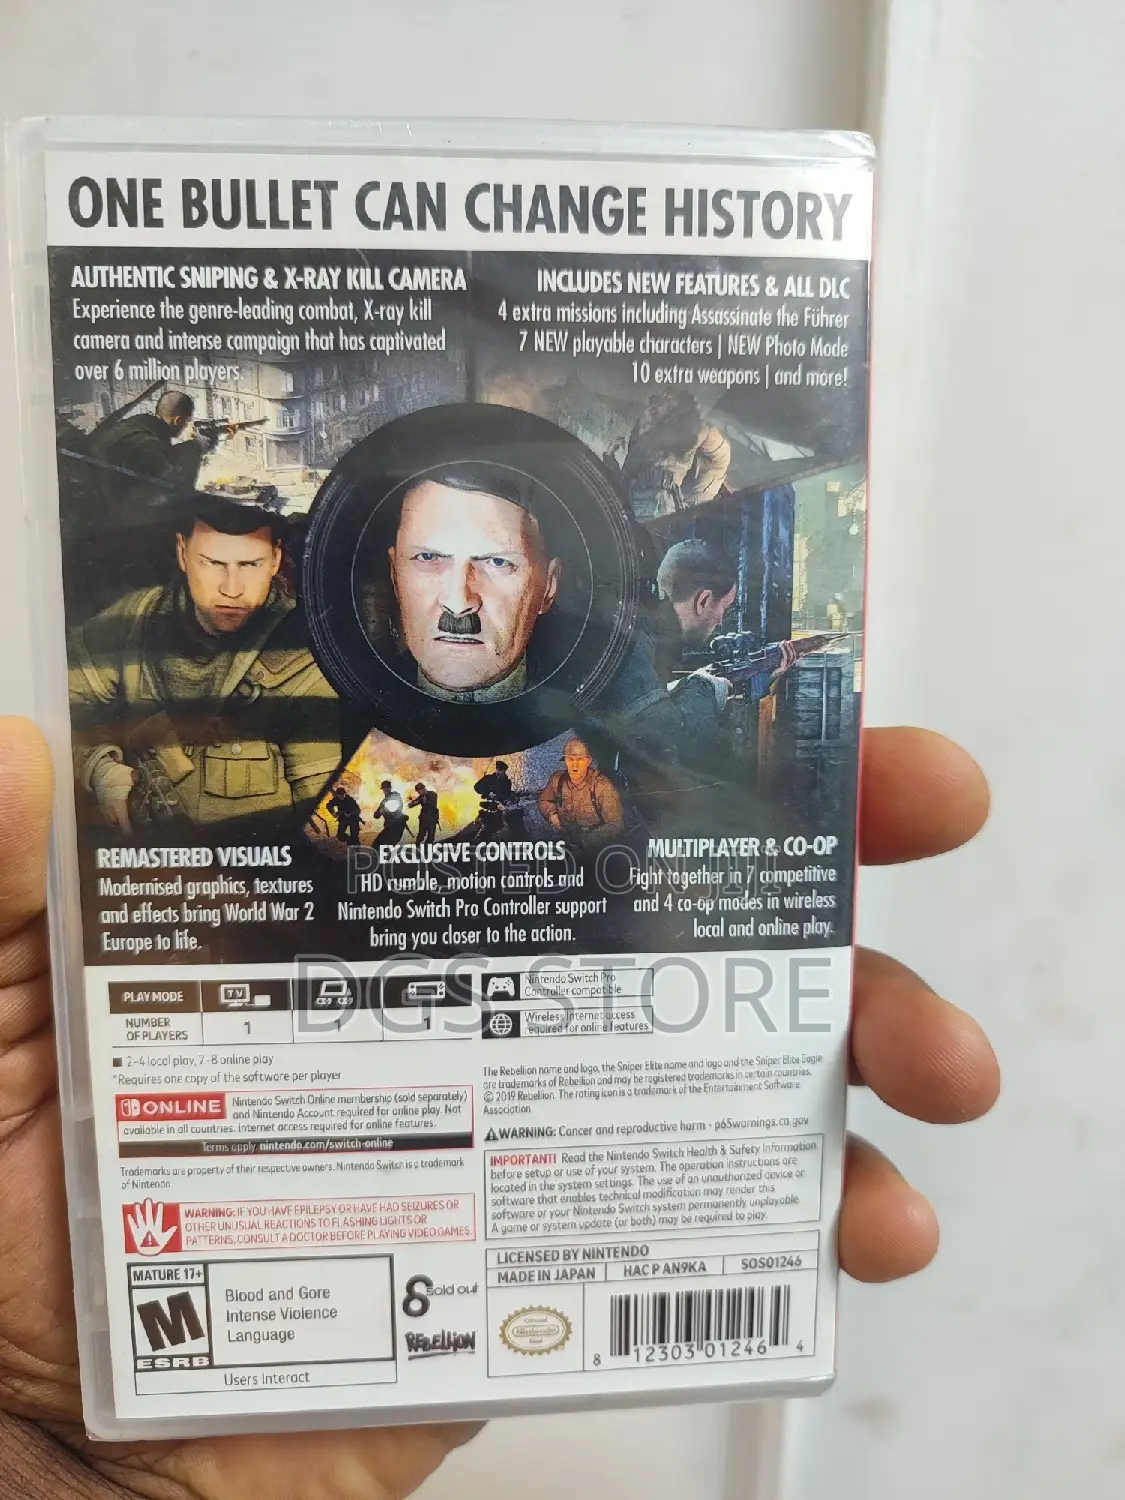 ONE BULLET CAN CHANGE HISTORY
AUTHENTIC SNIPING & X-RAY KILL CAMERA
Experience the genre-leading combat, X-ray kill
camera and intense campaign that has captivated
over 6 million players.
INCLUDES NEW FEATURES & ALL DLC
4 extra missions including Assassinate the Führer
7 NEW playable characters | NEW Photo Mode
10 extra weapons | and more!
REMASTERED VISUALS
Modernised graphics, textures
and effects bring World War 2
Europe to life.
EXCLUSIVE CONTROLS
HD rumble, motion controls and
Nintendo Switch Pro Controller support
bring you closer to the action.
MULTIPLAYER & CO-OP
Fight together in 7 competitive
and 4 co-op modes in wireless
local and online play.
POSTED ON JIJI
DGS STORE
PLAY MODE
TV
NUMBER
OF PLAYERS
1
1
1
Nintendo Switch Pro
Controller compatible
Wireless Internet access
required for online features
2-4 local play, 2-8 online play
*Requires one copy of the software per player
ONLINE
Nintendo Switch Online membership (sold separately)
and Nintendo Account required for online play. Not
available in all countries. Internet access required for online features.
Terms apply. nintendo.com/switch-online
Trademarks are property of their respective owners. Nintendo Switch is a trademark
of Nintendo.
WARNING: IF YOU HAVE EPILEPSY OR HAVE HAD SEIZURES OR
OTHER UNUSUAL REACTIONS TO FLASHING LIGHTS OR
PATTERNS, CONSULT A DOCTOR BEFORE PLAYING VIDEO GAMES.
The Rebellion name and logo, the Sniper Elite name and logo and the Sniper Elite Eagle
are trademarks of Rebellion and may be registered trademarks in certain countries.
© 2019 Rebellion. The rating icon is a trademark of the Entertainment Software
Association.
WARNING: Cancer and reproductive harm - p65warnings.ca.gov
IMPORTANT! Read the Nintendo Switch Health & Safety Information
before setup or use of your system. The operation instructions are
located in the system settings. The use of an unauthorized device or
software that enables technical modification may render this
software or your Nintendo Switch system permanently unplayable.
A game or system update (or both) may be required to play.
MATURE 17+
M
ESRB
Blood and Gore
Intense Violence
Language
Users Interact
Sold out
REBELLION
LICENSED BY NINTENDO
MADE IN JAPAN
HAC P AN9KA
SOS01246
Official
Nintendo
Seal
8 12303 01246 4